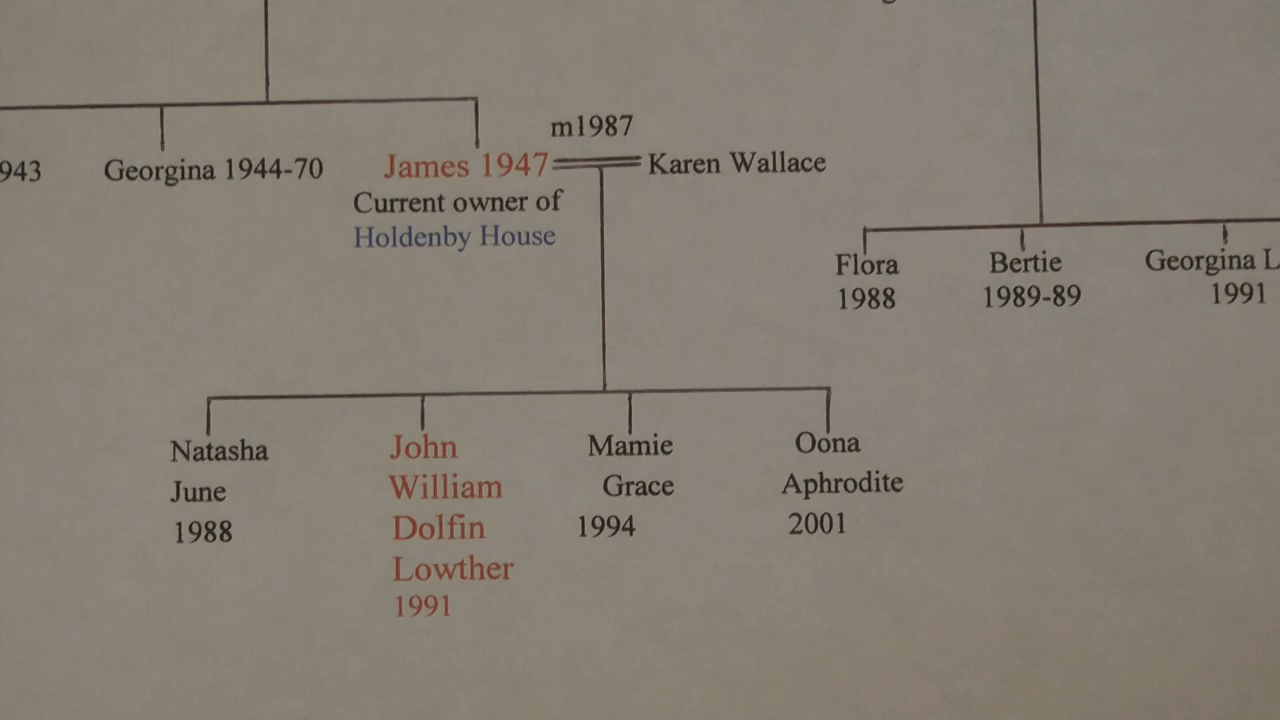 m1987
943 Georgina 1944-70 James 1947 Karen Wallace
Current owner of
Holdenby House
Flora Bertie Georgina L
1988 1989-89 1991
Natasha John Mamie Oona
June William Grace Aphrodite
1988 Dolfin 1994 2001
Lowther
1991